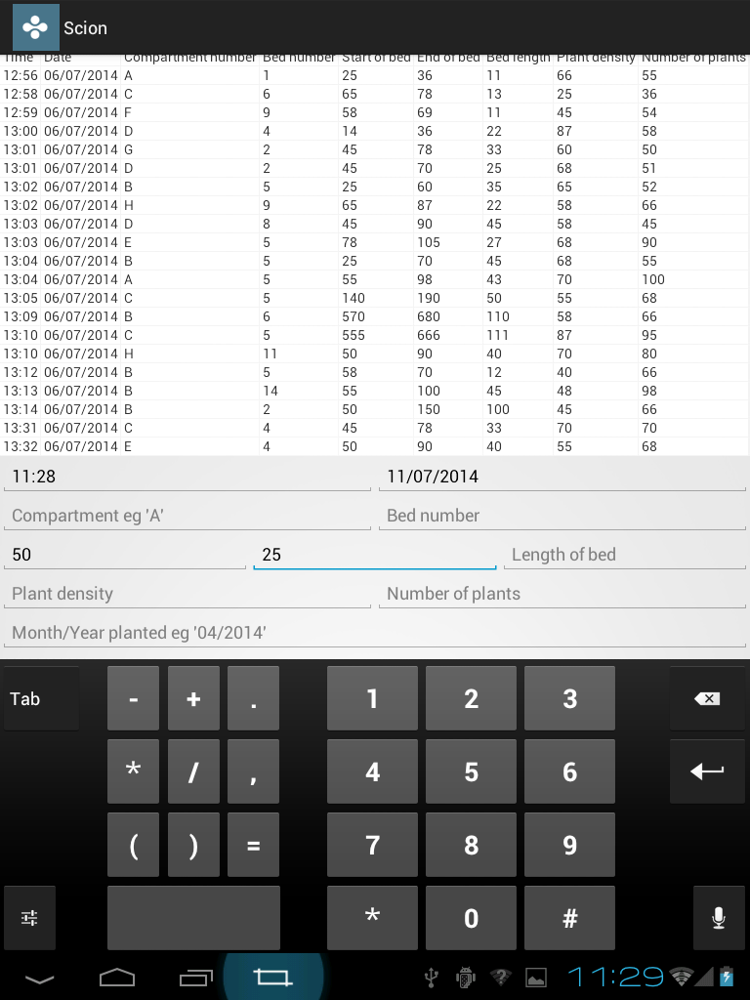 Scion
Time Date Compartment number Bed number Start of bed End of bed Bed length Plant density Number of plants
12:56 06/07/2014 A 1 25 36 11 66 55
12:58 06/07/2014 C 6 65 78 13 25 36
12:59 06/07/2014 F 9 58 69 11 45 54
13:00 06/07/2014 D 4 14 36 22 87 58
13:01 06/07/2014 G 2 45 78 33 60 50
13:01 06/07/2014 D 2 45 70 25 68 51
13:02 06/07/2014 B 5 25 60 35 65 52
13:02 06/07/2014 H 9 65 87 22 58 66
13:03 06/07/2014 D 8 45 90 45 58 45
13:03 06/07/2014 E 5 78 105 27 68 90
13:04 06/07/2014 B 5 25 70 45 68 55
13:04 06/07/2014 A 5 55 98 43 70 100
13:05 06/07/2014 C 5 140 190 50 55 68
13:09 06/07/2014 B 6 570 680 110 58 66
13:10 06/07/2014 C 5 555 666 111 87 95
13:10 06/07/2014 H 11 50 90 40 70 80
13:12 06/07/2014 B 5 58 70 12 40 66
13:13 06/07/2014 B 14 55 100 45 48 98
13:14 06/07/2014 B 2 50 150 100 45 66
13:31 06/07/2014 C 4 45 78 33 70 70
13:32 06/07/2014 E 4 50 90 40 55 68
11:28 11/07/2014
Compartment eg 'A' Bed number
50 25 Length of bed
Plant density Number of plants
Month/Year planted eg '04/2014'
Tab - + . 1 2 3
* / , 4 5 6
( ) = 7 8 9
* 0 #
11:29